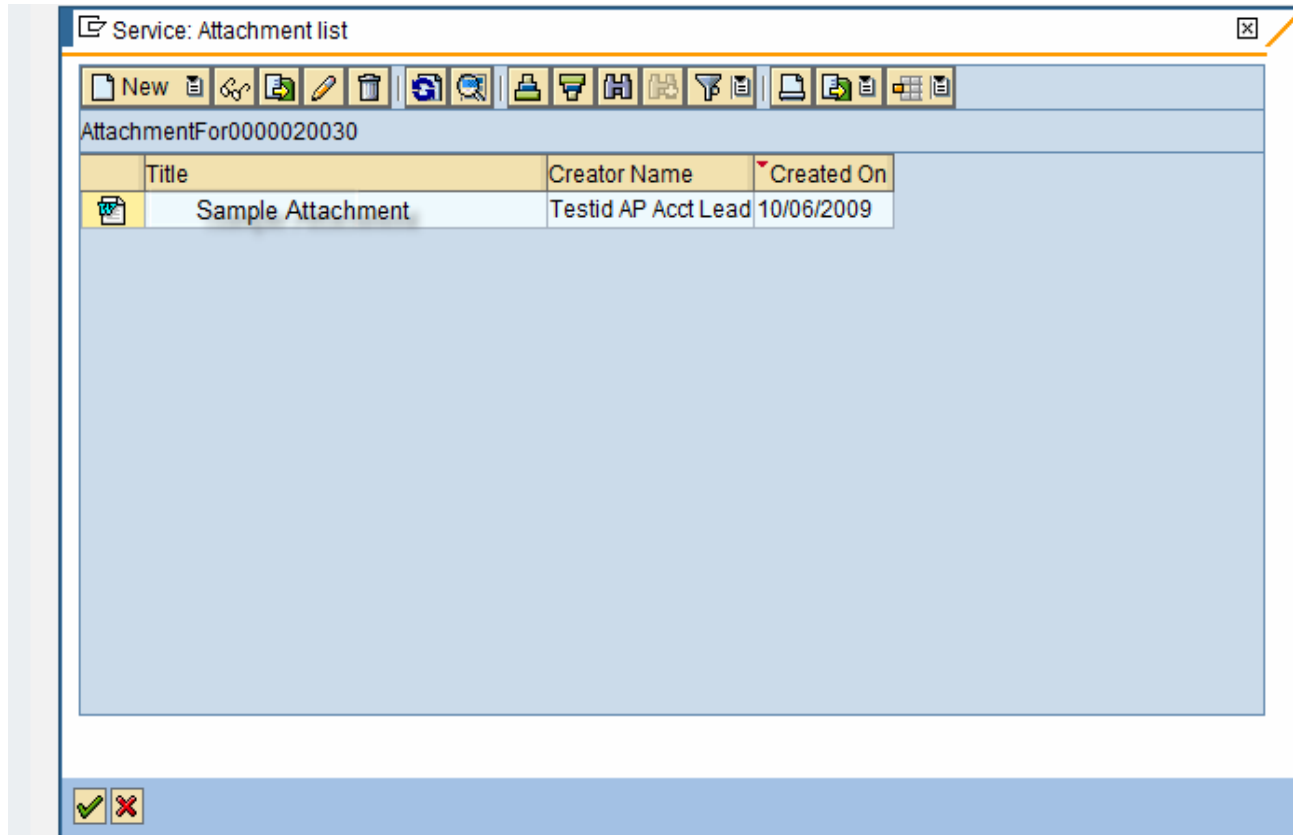 Service: Attachment list
New
AttachmentFor0000020030
Title Creator Name Created On
Sample Attachment Testid AP Acct Lead 10/06/2009